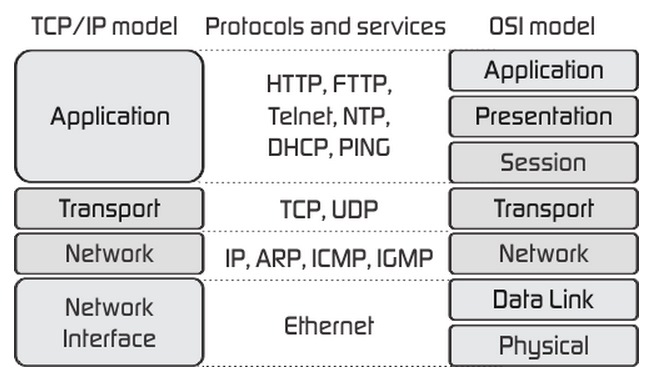 TCP/IP model Protocols and services OSI model
Application
HTTP, FTTP,
Telnet, NTP,
DHCP, PING
Application
Presentation
Session
Transport TCP, UDP Transport
Network IP, ARP, ICMP, IGMP Network
Network
Interface
Ethernet
Data Link
Physical